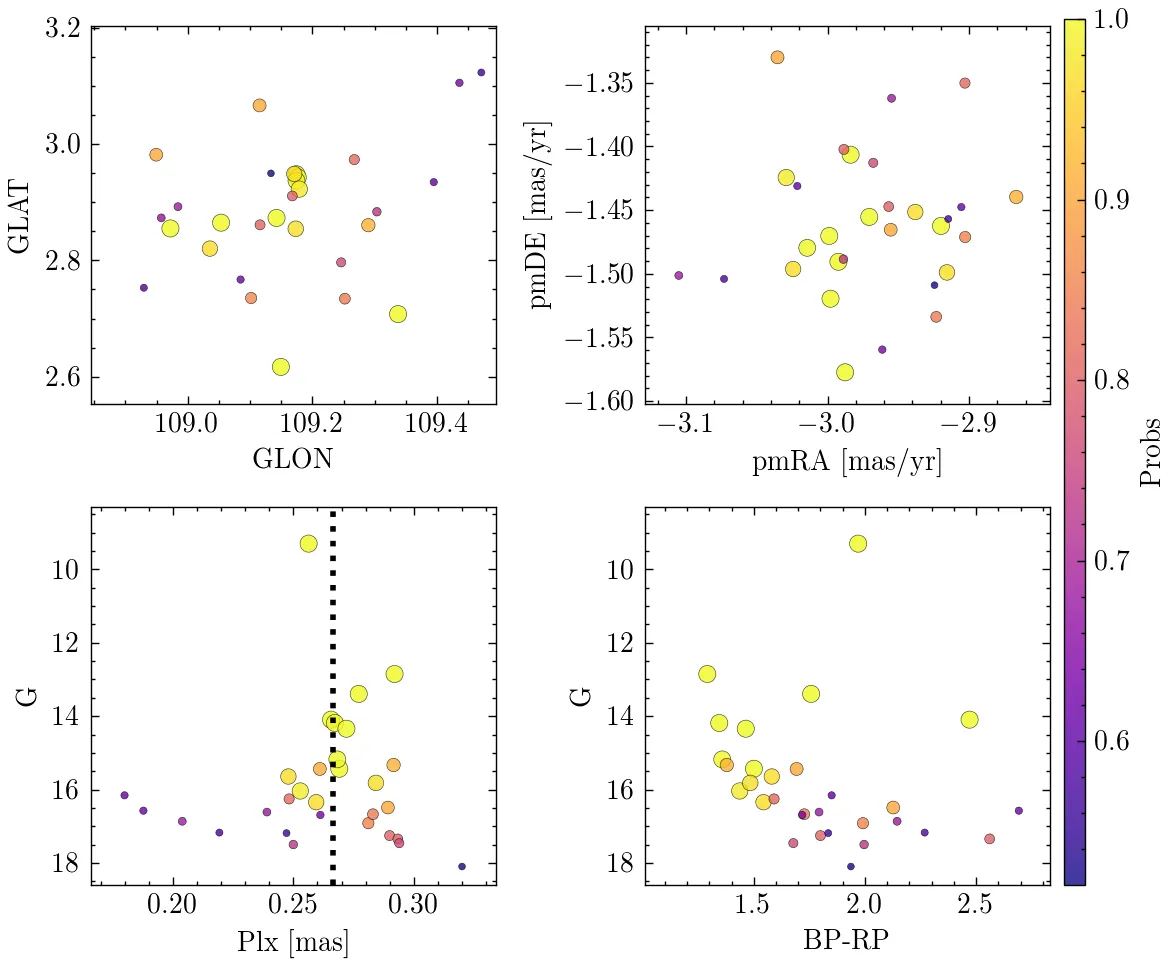 3.2
3.0
2.8
2.6
GLAT
109.0 109.2 109.4
GLON
−1.35
−1.40
−1.45
−1.50
−1.55
−1.60
pmDE [mas/yr]
−3.1 −3.0 −2.9
pmRA [mas/yr]
1.0
0.9
0.8
0.7
0.6
Probs
10
12
14
16
18
G
0.20 0.25 0.30
Plx [mas]
10
12
14
16
18
G
1.5 2.0 2.5
BP-RP